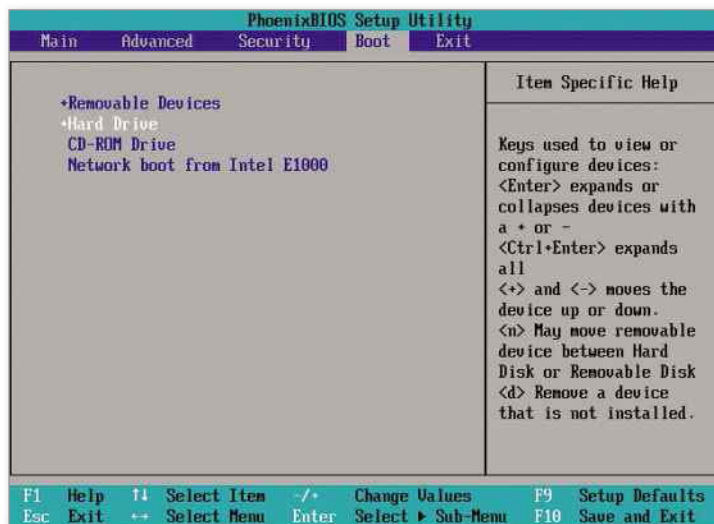 PhoenixBIOS Setup Utility
Main Advanced Security Boot Exit
+Removable Devices
+Hard Drive
CD-ROM Drive
Network boot from Intel E1000
Item Specific Help
Keys used to view or
configure devices:
<Enter> expands or
collapses devices with
a + or -
<Ctrl+Enter> expands
all
<+> and <-> moves the
device up or down.
<n> May move removable
device between Hard
Disk or Removable Disk
<d> Remove a device
that is not installed.
F1 Help ↑↓ Select Item -/+ Change Values F9 Setup Defaults
Esc Exit ↔ Select Menu Enter Select ▶ Sub-Menu F10 Save and Exit